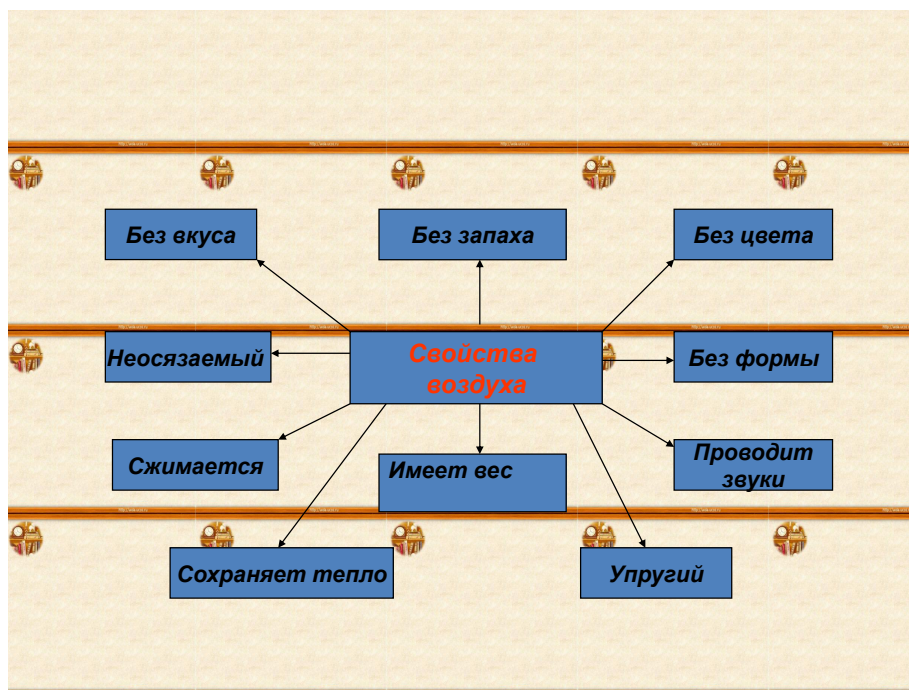 Без вкуса
Без запаха
Без цвета
Неосязаемый
Свойства
воздуха
Без формы
Сжимается
Имеет вес
Проводит
звуки
Сохраняет тепло
Упругий